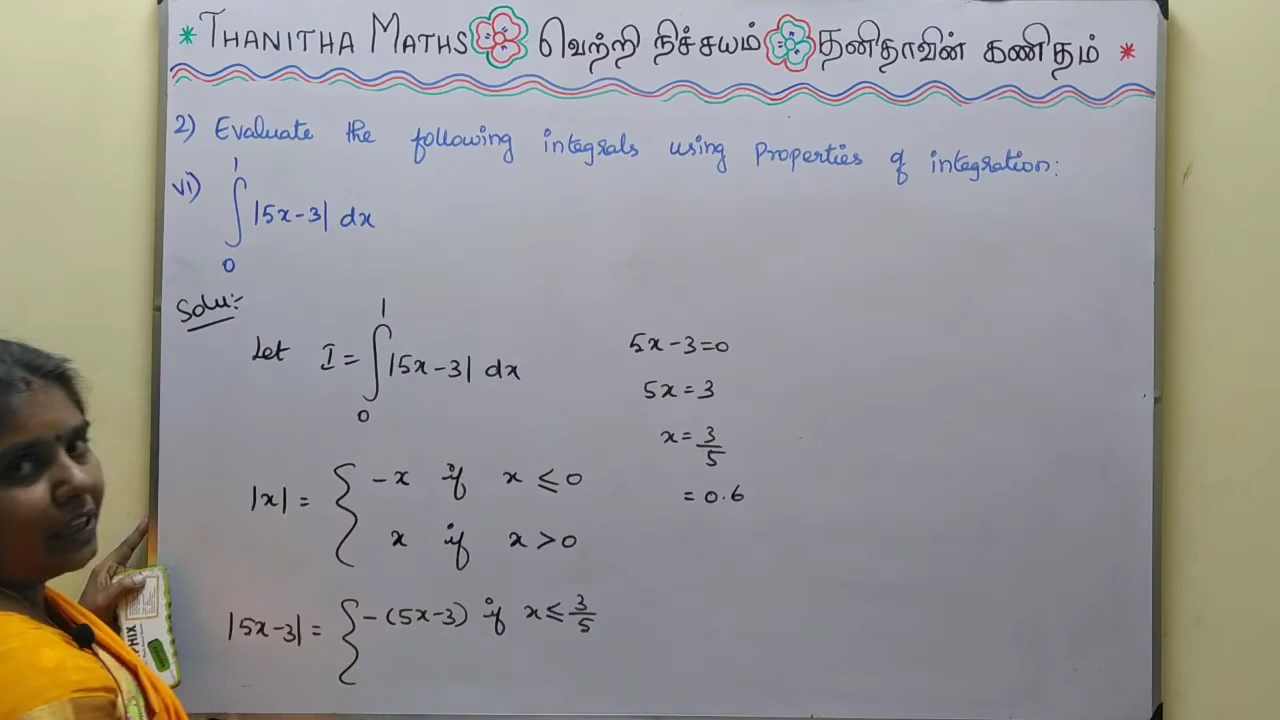 * THANITHA MATHS வெற்றி நிச்சயம் தனிதாவின் கணிதம் *
2) Evaluate the following integrals using Properties of integration:
vi) ∫₀¹ |5x-3| dx
Solu:-
Let I = ∫₀¹ |5x-3| dx
5x-3=0
5x = 3
x = 3/5
= 0.6
|x| = { -x if x ≤ 0
x if x > 0
|5x-3| = { -(5x-3) if x ≤ 3/5